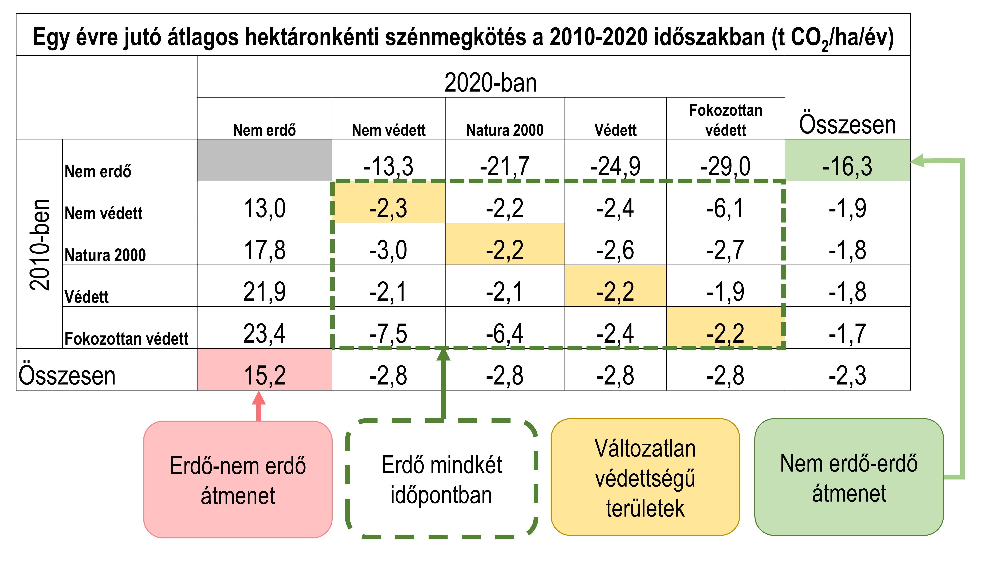 Egy évre jutó átlagos hektáronkénti szénmegkötés a 2010-2020 időszakban (t CO₂/ha/év)
2020-ban
Összesen
Nem erdő
Nem védett
Natura 2000
Védett
Fokozottan
védett
2010-ben
Nem erdő -13,3 -21,7 -24,9 -29,0 -16,3
Nem védett 13,0 -2,3 -2,2 -2,4 -6,1 -1,9
Natura 2000 17,8 -3,0 -2,2 -2,6 -2,7 -1,8
Védett 21,9 -2,1 -2,1 -2,2 -1,9 -1,8
Fokozottan védett 23,4 -7,5 -6,4 -2,4 -2,2 -1,7
Összesen 15,2 -2,8 -2,8 -2,8 -2,8 -2,3
Erdő-nem erdő
átmenet
Erdő mindkét
időpontban
Változatlan
védettségű
területek
Nem erdő-erdő
átmenet